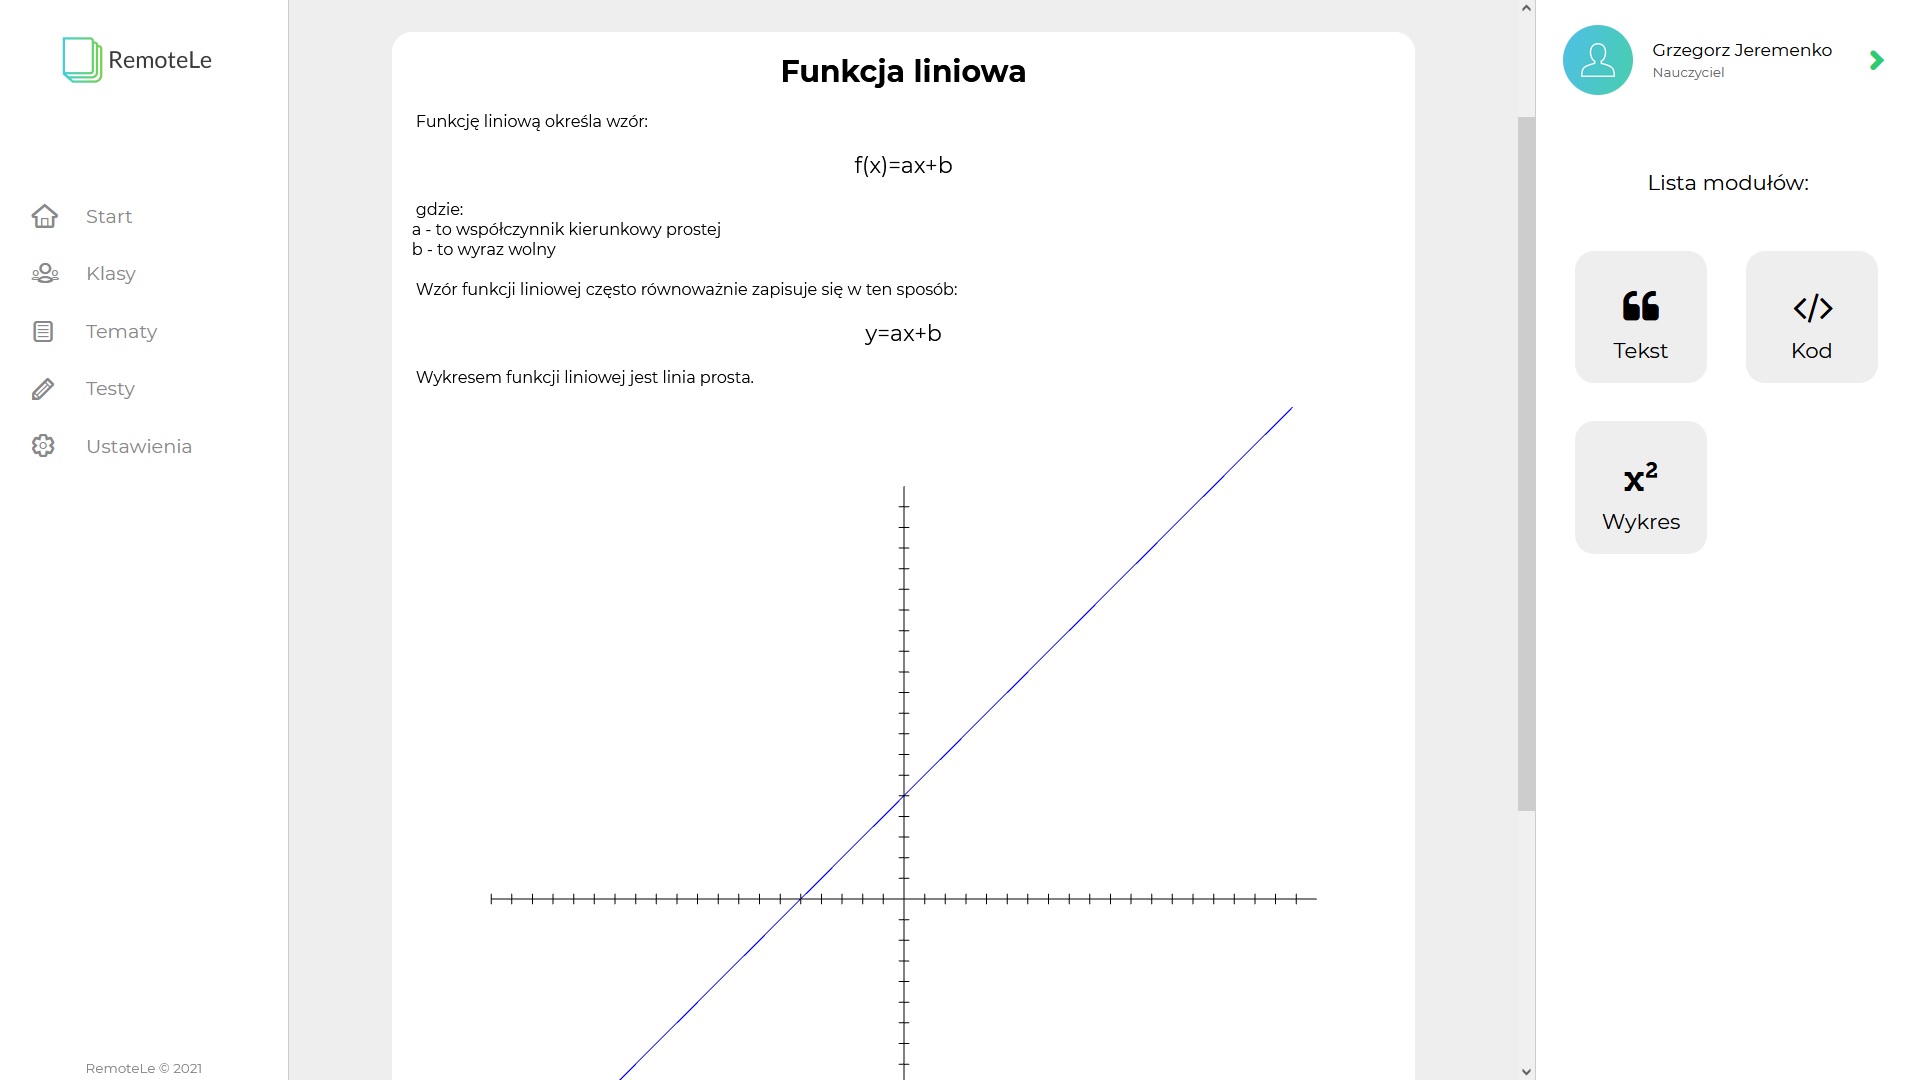 RemoteLe
Start
Klasy
Tematy
Testy
Ustawienia
RemoteLe © 2021
Funkcja liniowa
Funkcję liniową określa wzór:
f(x)=ax+b
gdzie:
a - to współczynnik kierunkowy prostej
b - to wyraz wolny
Wzór funkcji liniowej często równoważnie zapisuje się w ten sposób:
y=ax+b
Wykresem funkcji liniowej jest linia prosta.
Grzegorz Jeremenko
Nauczyciel
Lista modułów:
Tekst
</>
Kod
x²
Wykres